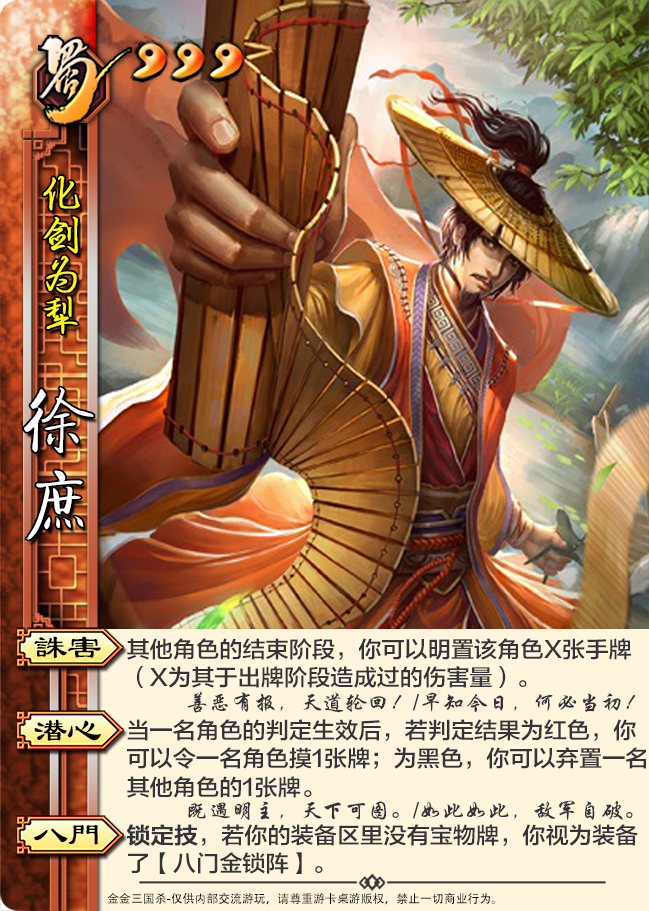 蜀
化剑为犁
徐庶
誅害
其他角色的结束阶段，你可以明置该角色X张手牌
（X为其于出牌阶段造成过的伤害量）。
善恶有报，天道轮回！/早知今日，何必当初！
潜心
当一名角色的判定生效后，若判定结果为红色，你
可以令一名角色摸1张牌；为黑色，你可以弃置一名
其他角色的1张牌。
既遇明主，天下可图。/如此如此，敌军自破。
八門
锁定技，若你的装备区里没有宝物牌，你视为装备
了【八门金锁阵】。
金金三国杀-仅供内部交流游玩，请尊重游卡桌游版权，禁止一切商业行为。